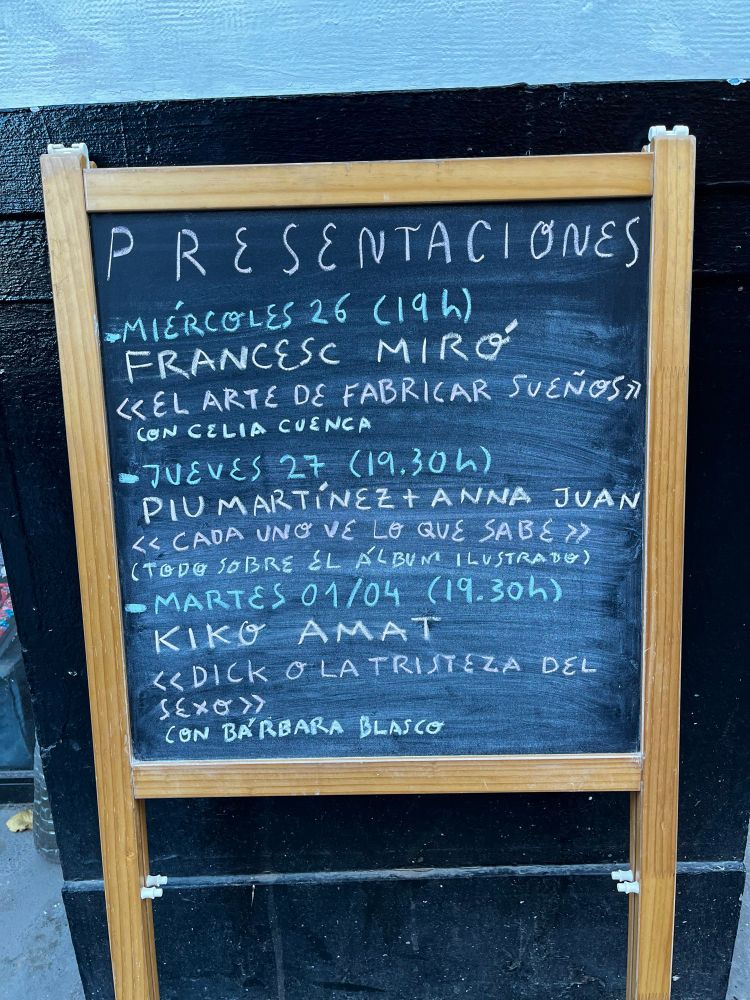 PRESENTACIONES
- MIÉRCOLES 26 (19h)
FRANCESC MIRÓ
«EL ARTE DE FABRICAR SUEÑOS»
CON CELIA CUENCA
- JUEVES 27 (19.30h)
PIU MARTÍNEZ + ANNA JUAN
«CADA UNO VE LO QUE SABE»
(TODO SOBRE EL ÁLBUM ILUSTRADO)
- MARTES 01/04 (19.30h)
KIKO AMAT
«DICK O LA TRISTEZA DEL
SEXO»
CON BÁRBARA BLASCO